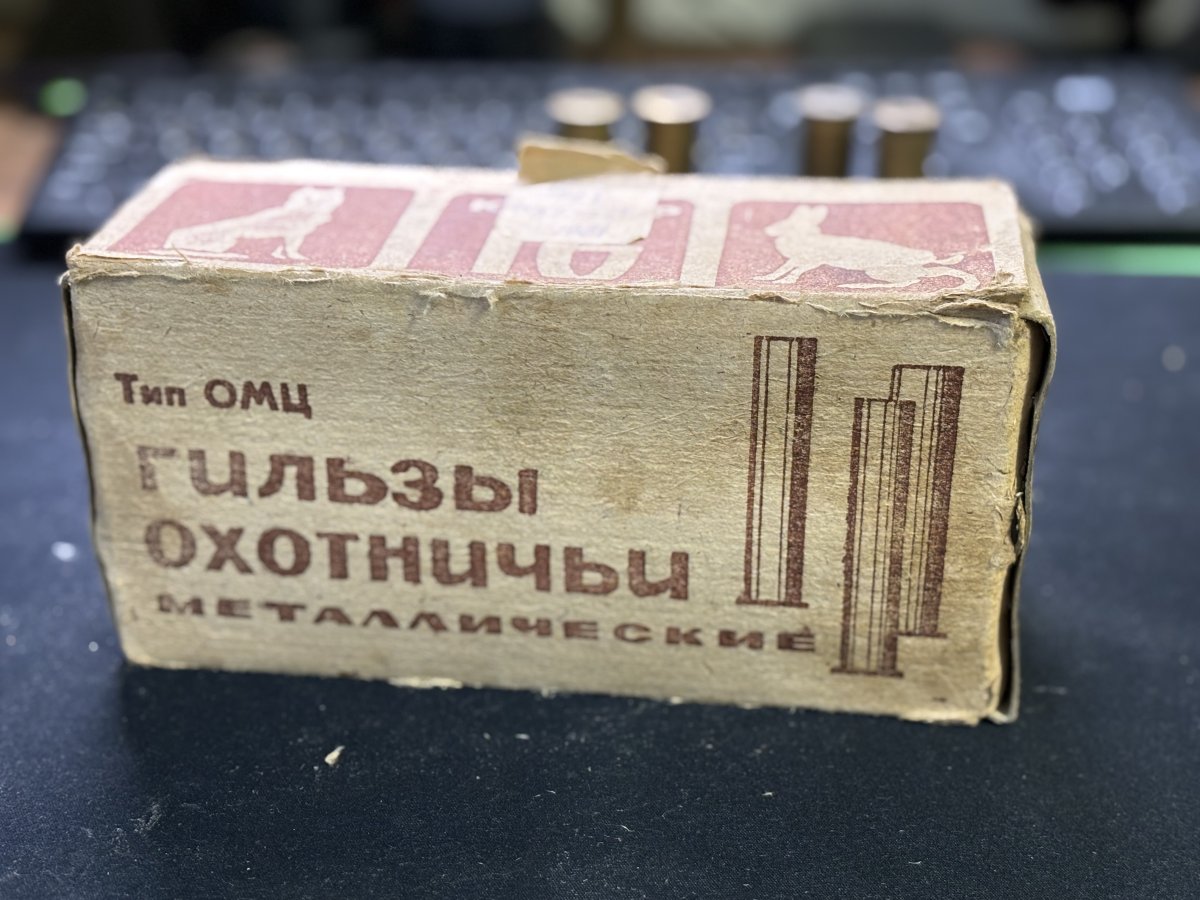 Тип ОМЦ
гильзы
охотничьи
металлические